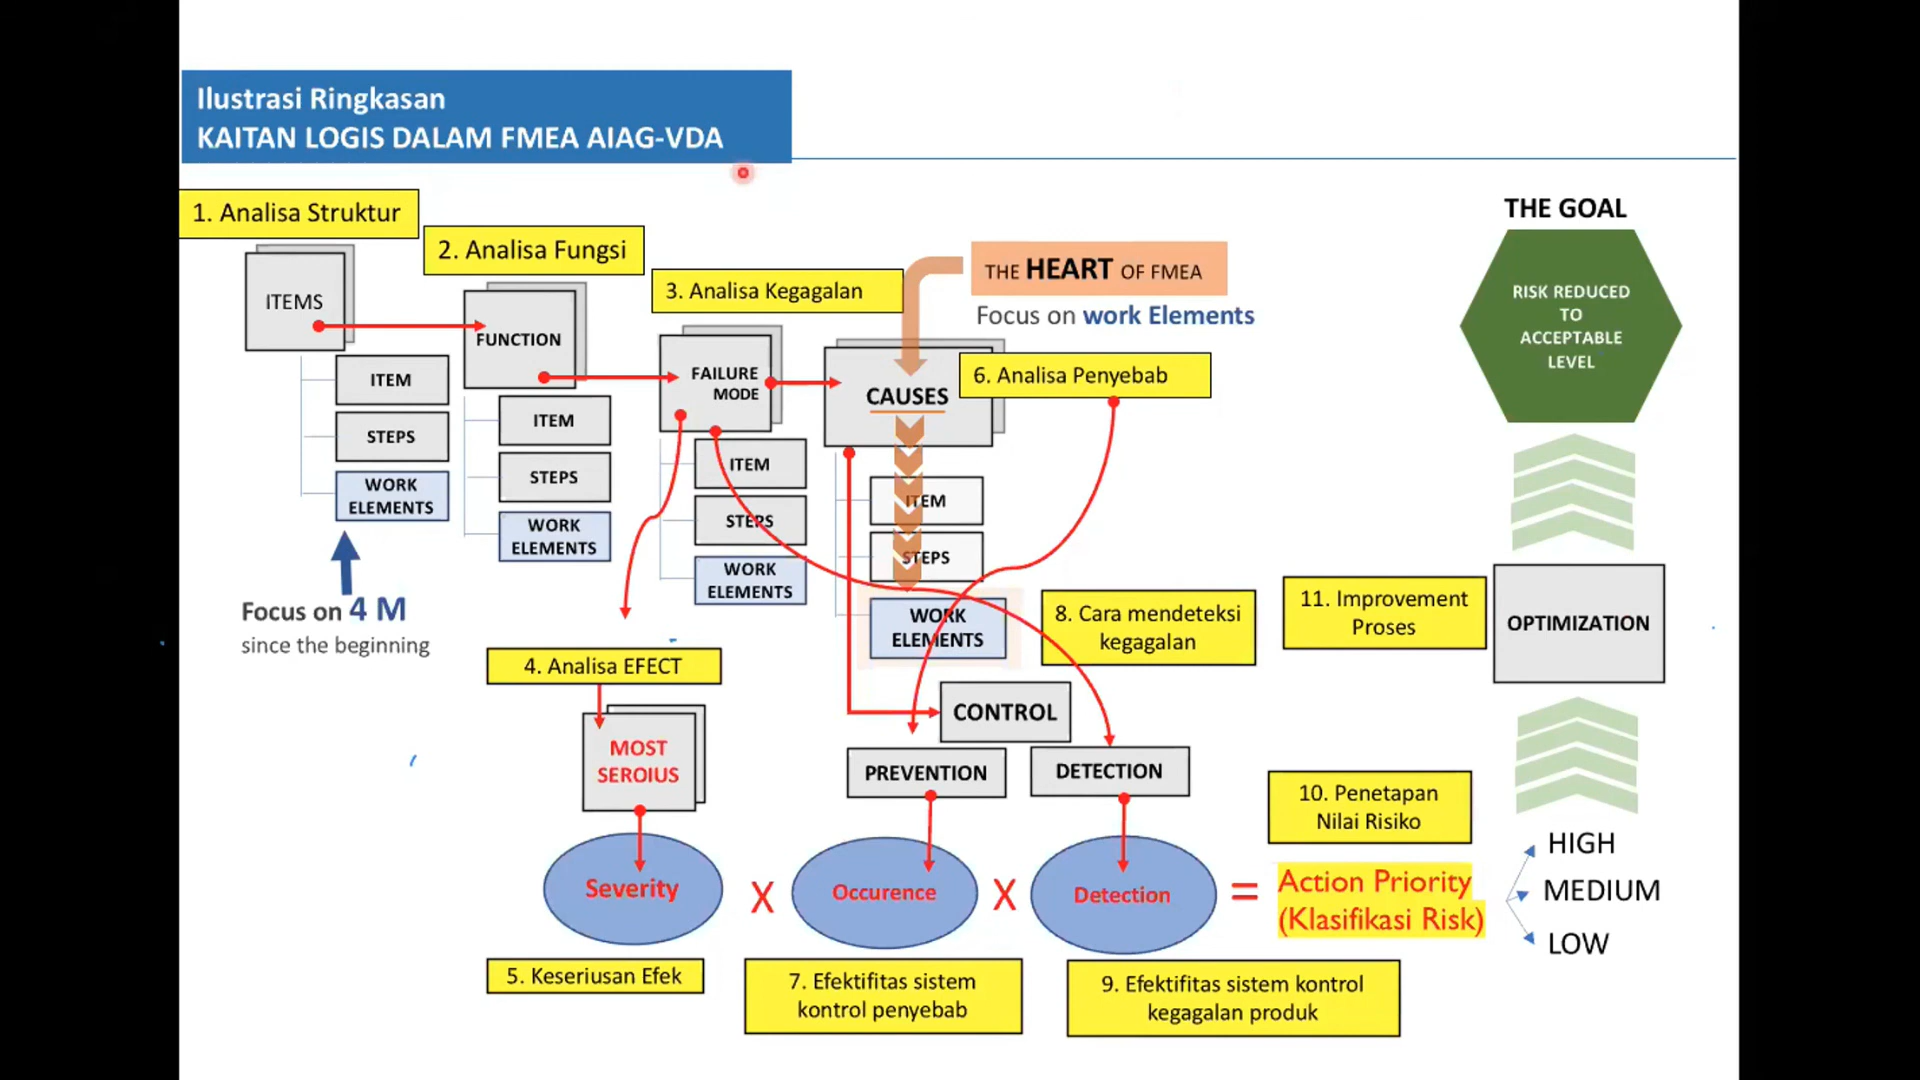 Ilustrasi Ringkasan
KAITAN LOGIS DALAM FMEA AIAG-VDA
1. Analisa Struktur
ITEMS
ITEM
STEPS
WORK
ELEMENTS
Focus on 4 M
since the beginning
2. Analisa Fungsi
FUNCTION
ITEM
STEPS
WORK
ELEMENTS
3. Analisa Kegagalan
FAILURE
MODE
ITEM
STEPS
WORK
ELEMENTS
THE HEART OF FMEA
Focus on work Elements
6. Analisa Penyebab
CAUSES
ITEM
STEPS
WORK
ELEMENTS
4. Analisa EFECT
MOST
SEROIUS
8. Cara mendeteksi
kegagalan
CONTROL
PREVENTION
DETECTION
Severity
X
Occurence
X
Detection
=
Action Priority
(Klasifikasi Risk)
5. Keseriusan Efek
7. Efektifitas sistem
kontrol penyebab
9. Efektifitas sistem kontrol
kegagalan produk
10. Penetapan
Nilai Risiko
HIGH
MEDIUM
LOW
11. Improvement
Proses
OPTIMIZATION
THE GOAL
RISK REDUCED
TO
ACCEPTABLE
LEVEL